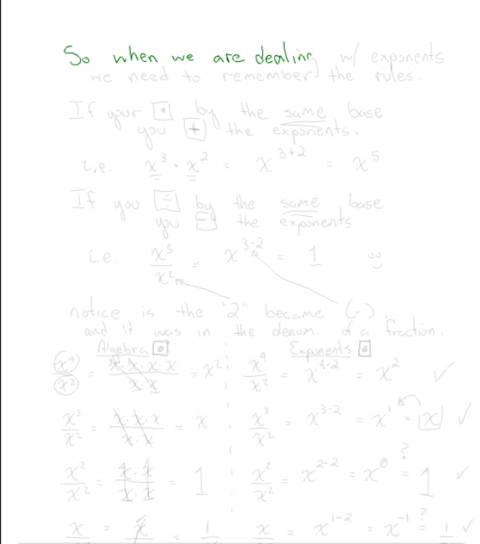 So when we are dealing w/ exponents
we need to remember the rules.
If your [·] by the same base
you [+] the exponents.
i.e. x³ · x² = x³⁺² = x⁵
If you [÷] by the same base
you [-] the exponents
i.e. x³/x² = x³⁻² = 1
notice is the "2" became (-).
and it was in the denom. of a fraction.
Algebra Exponents
x⁴/x² = x·x·x·x/x·x = x² x⁴/x² = x⁴⁻² = x² ✓
x³/x² = x·x·x/x·x = x x³/x² = x³⁻² = x¹ = x ✓
x²/x² = x·x/x·x = 1 x²/x² = x²⁻² = x⁰ ?= 1 ✓
x = x = 1 x = x¹⁻² = x⁻¹ ?= 1 ✓